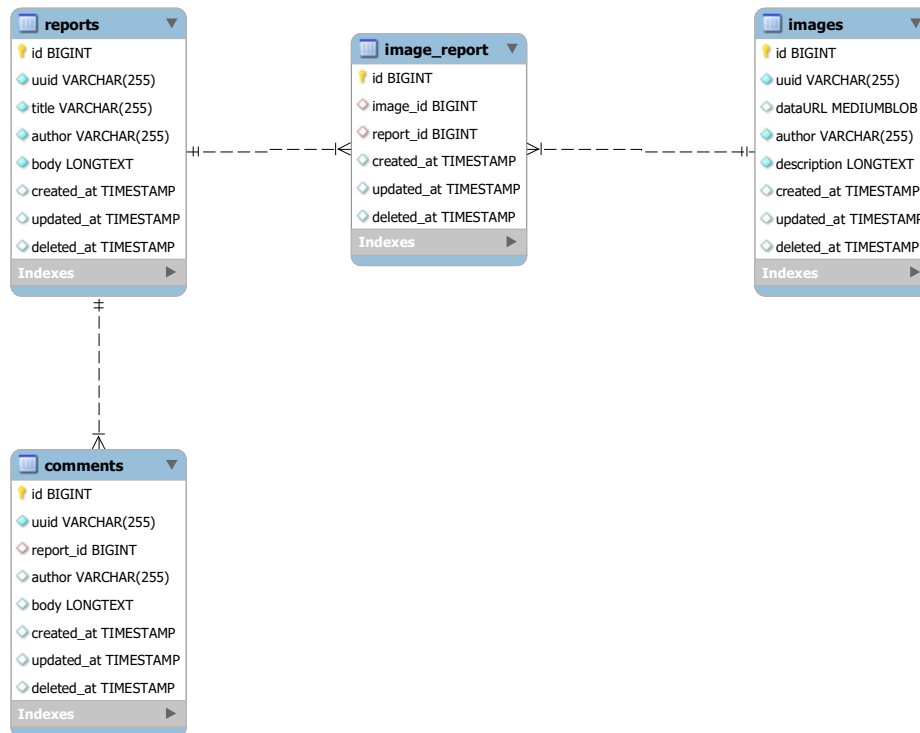 reports
id BIGINT
uuid VARCHAR(255)
title VARCHAR(255)
author VARCHAR(255)
body LONGTEXT
created_at TIMESTAMP
updated_at TIMESTAMP
deleted_at TIMESTAMP
Indexes
image_report
id BIGINT
image_id BIGINT
report_id BIGINT
created_at TIMESTAMP
updated_at TIMESTAMP
deleted_at TIMESTAMP
Indexes
images
id BIGINT
uuid VARCHAR(255)
dataURL MEDIUMBLOB
author VARCHAR(255)
description LONGTEXT
created_at TIMESTAMP
updated_at TIMESTAMP
deleted_at TIMESTAMP
Indexes
comments
id BIGINT
uuid VARCHAR(255)
report_id BIGINT
author VARCHAR(255)
body LONGTEXT
created_at TIMESTAMP
updated_at TIMESTAMP
deleted_at TIMESTAMP
Indexes